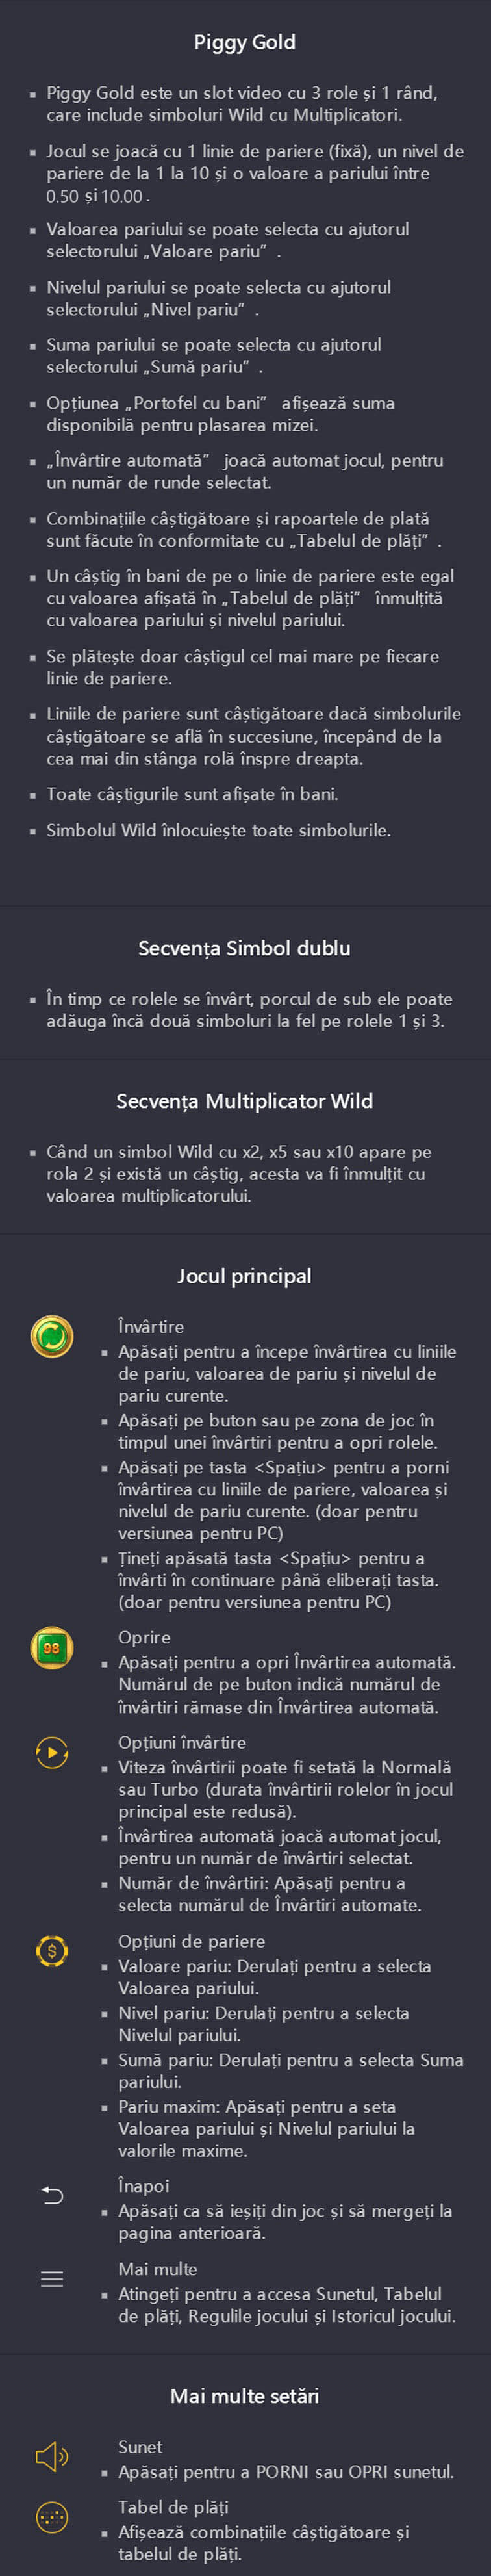 Piggy Gold
▪ Piggy Gold este un slot video cu 3 role și 1 rând,
care include simboluri Wild cu Multiplicatori.
▪ Jocul se joacă cu 1 linie de pariere (fixă), un nivel de
pariere de la 1 la 10 și o valoare a pariului între
0.50 și 10.00 .
▪ Valoarea pariului se poate selecta cu ajutorul
selectorului „Valoare pariu” .
▪ Nivelul pariului se poate selecta cu ajutorul
selectorului „Nivel pariu” .
▪ Suma pariului se poate selecta cu ajutorul
selectorului „Sumă pariu” .
▪ Opțiunea „Portofel cu bani” afișează suma
disponibilă pentru plasarea mizei.
▪ „Învârtire automată” joacă automat jocul, pentru
un număr de runde selectat.
▪ Combinațiile câștigătoare și rapoartele de plată
sunt făcute în conformitate cu „Tabelul de plăți” .
▪ Un câștig în bani de pe o linie de pariere este egal
cu valoarea afișată în „Tabelul de plăți” înmulțită
cu valoarea pariului și nivelul pariului.
▪ Se plătește doar câștigul cel mai mare pe fiecare
linie de pariere.
▪ Liniile de pariere sunt câștigătoare dacă simbolurile
câștigătoare se află în succesiune, începând de la
cea mai din stânga rolă înspre dreapta.
▪ Toate câștigurile sunt afișate în bani.
▪ Simbolul Wild înlocuiește toate simbolurile.
Secvența Simbol dublu
▪ În timp ce rolele se învârt, porcul de sub ele poate
adăuga încă două simboluri la fel pe rolele 1 și 3.
Secvența Multiplicator Wild
▪ Când un simbol Wild cu x2, x5 sau x10 apare pe
rola 2 și există un câștig, acesta va fi înmulțit cu
valoarea multiplicatorului.
Jocul principal
Învârtire
▪ Apăsați pentru a începe învârtirea cu liniile
de pariu, valoarea de pariu și nivelul de
pariu curente.
▪ Apăsați pe buton sau pe zona de joc în
timpul unei învârtiri pentru a opri rolele.
▪ Apăsați pe tasta <Spațiu> pentru a porni
învârtirea cu liniile de pariere, valoarea și
nivelul de pariu curente. (doar pentru
versiunea pentru PC)
▪ Țineți apăsată tasta <Spațiu> pentru a
învârti în continuare până eliberați tasta.
(doar pentru versiunea pentru PC)
98
Oprire
▪ Apăsați pentru a opri Învârtirea automată.
Numărul de pe buton indică numărul de
învârtiri rămase din Învârtirea automată.
Opțiuni învârtire
▪ Viteza învârtirii poate fi setată la Normală
sau Turbo (durata învârtirii rolelor în jocul
principal este redusă).
▪ Învârtirea automată joacă automat jocul,
pentru un număr de învârtiri selectat.
▪ Număr de învârtiri: Apăsați pentru a
selecta numărul de Învârtiri automate.
$
Opțiuni de pariere
▪ Valoare pariu: Derulați pentru a selecta
Valoarea pariului.
▪ Nivel pariu: Derulați pentru a selecta
Nivelul pariului.
▪ Sumă pariu: Derulați pentru a selecta Suma
pariului.
▪ Pariu maxim: Apăsați pentru a seta
Valoarea pariului și Nivelul pariului la
valorile maxime.
Înapoi
▪ Apăsați ca să ieșiți din joc și să mergeți la
pagina anterioară.
Mai multe
▪ Atingeți pentru a accesa Sunetul, Tabelul
de plăți, Regulile jocului și Istoricul jocului.
Mai multe setări
Sunet
▪ Apăsați pentru a PORNI sau OPRI sunetul.
Tabel de plăți
▪ Afișează combinațiile câștigătoare și
tabelul de plăți.